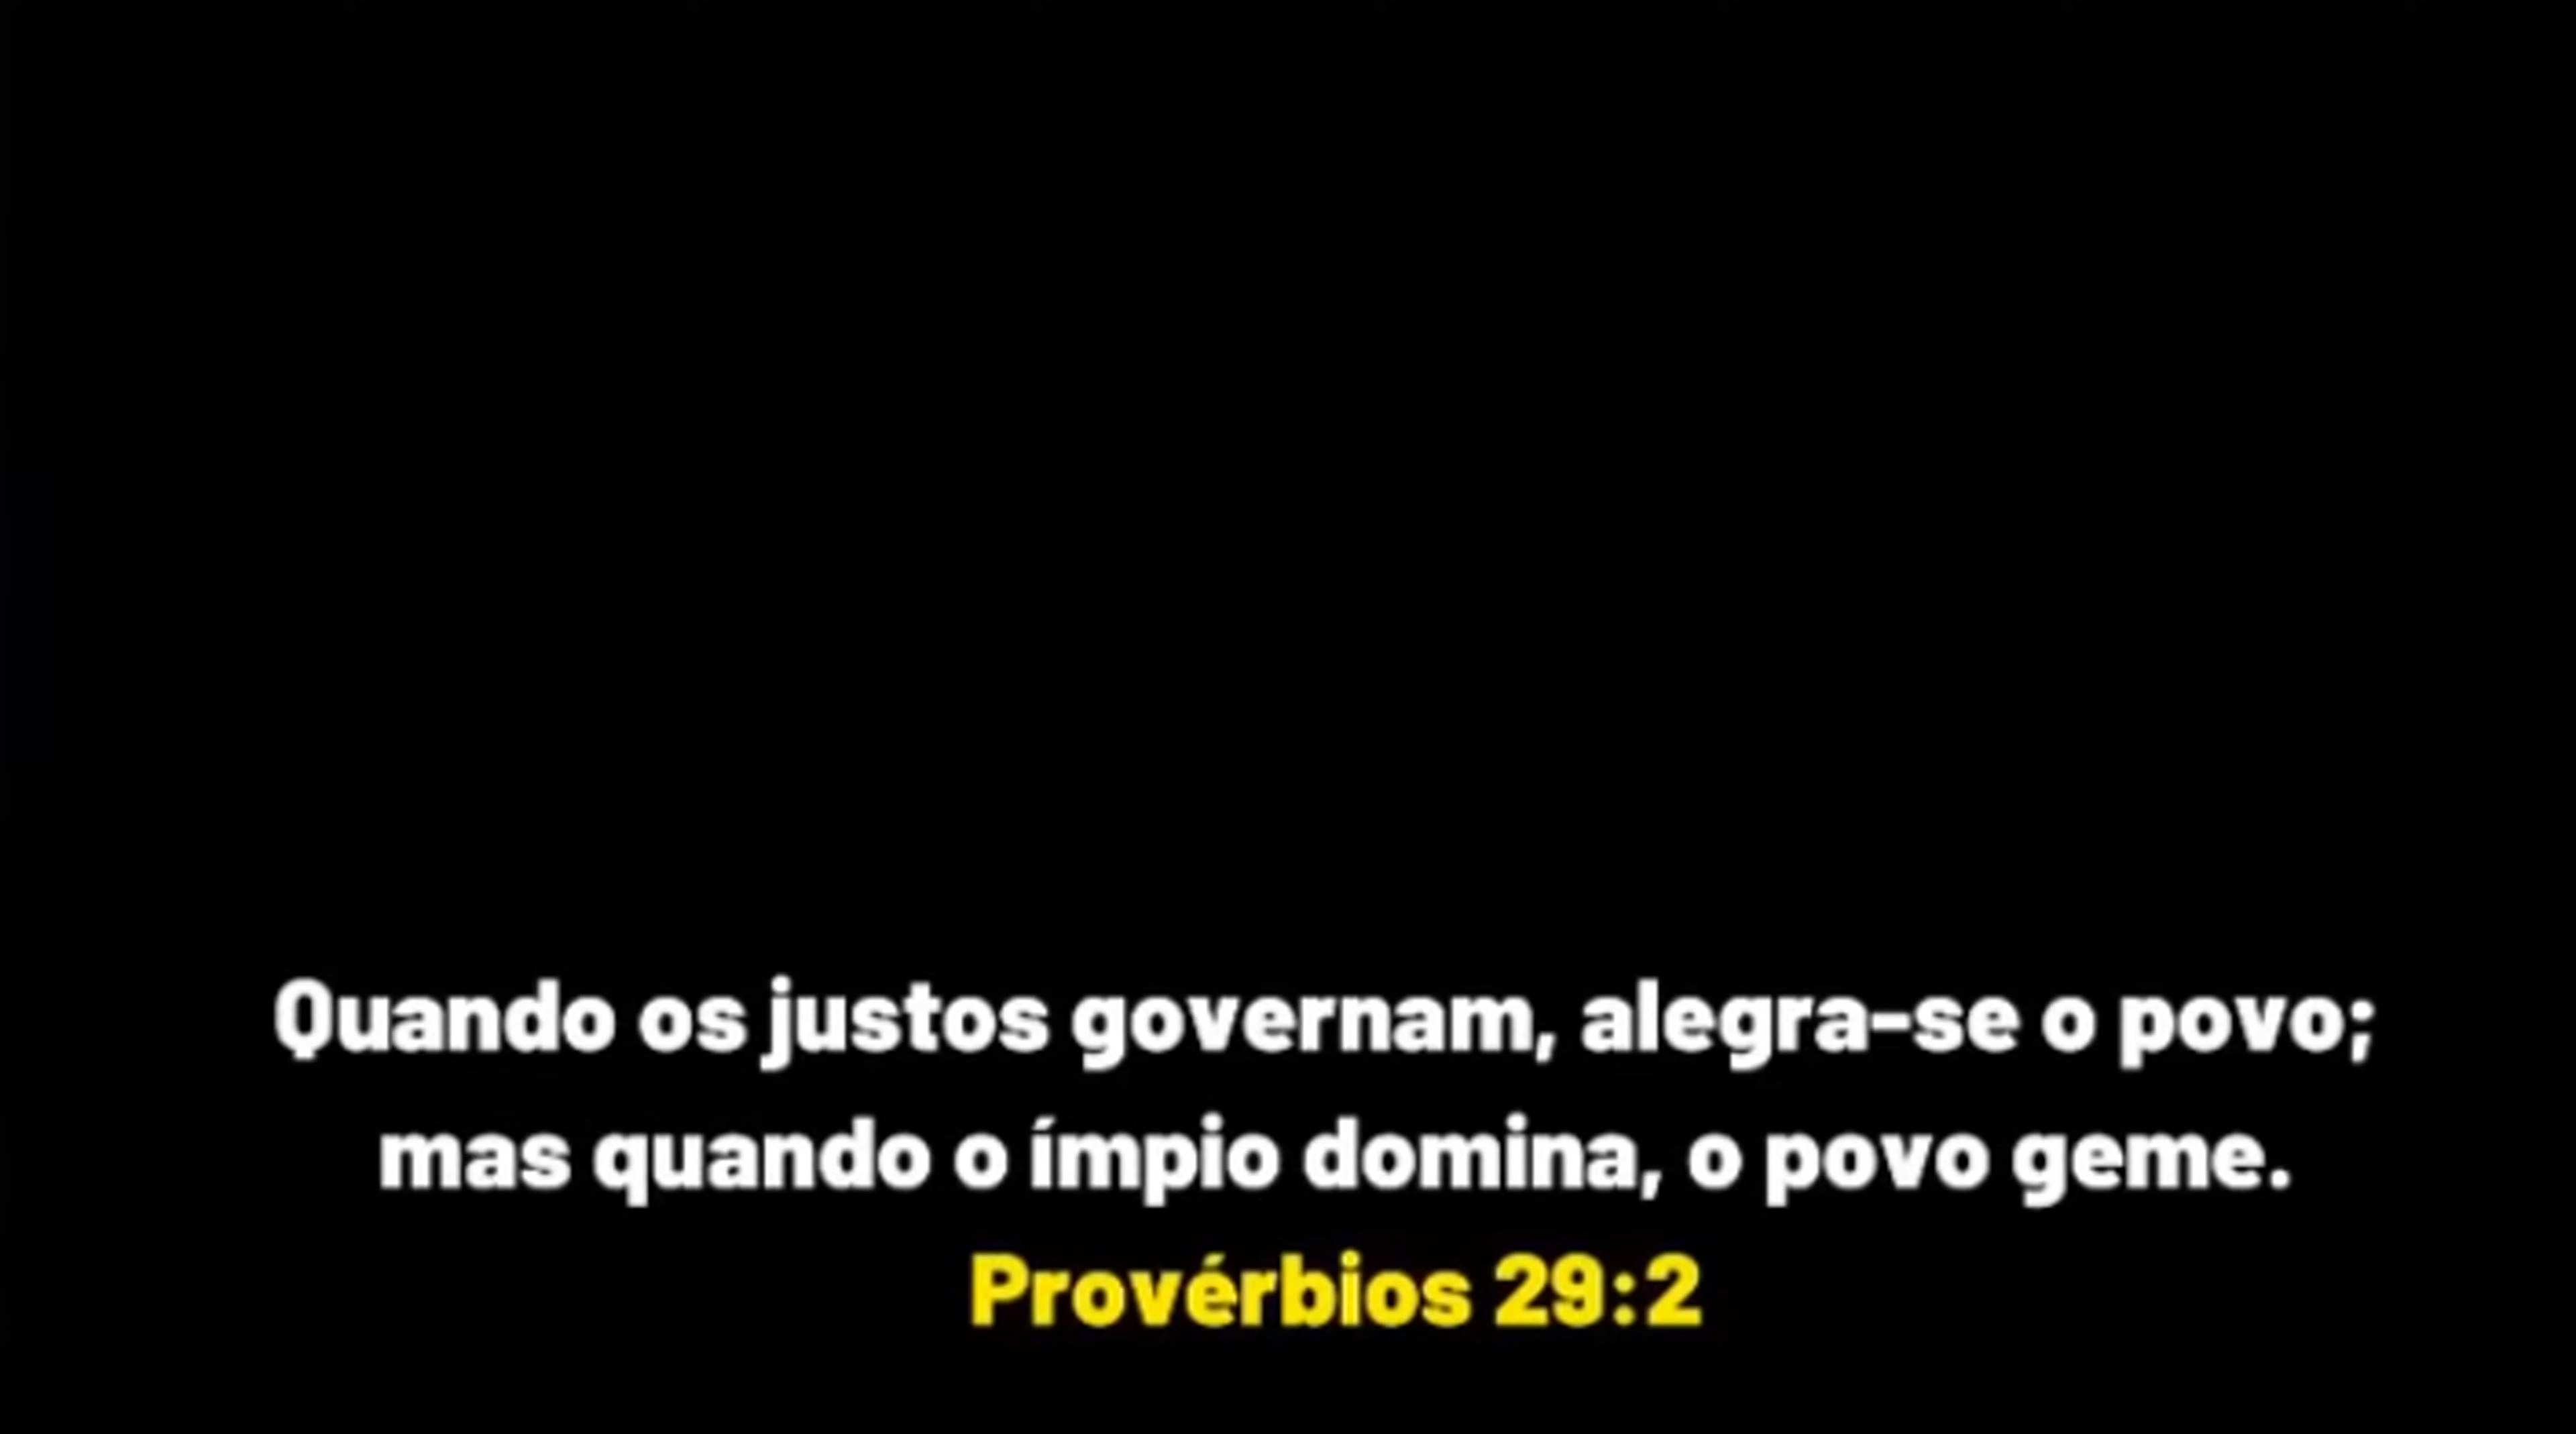 Quando os justos governam, alegra-se o povo;
mas quando o ímpio domina, o povo geme.
Provérbios 29:2